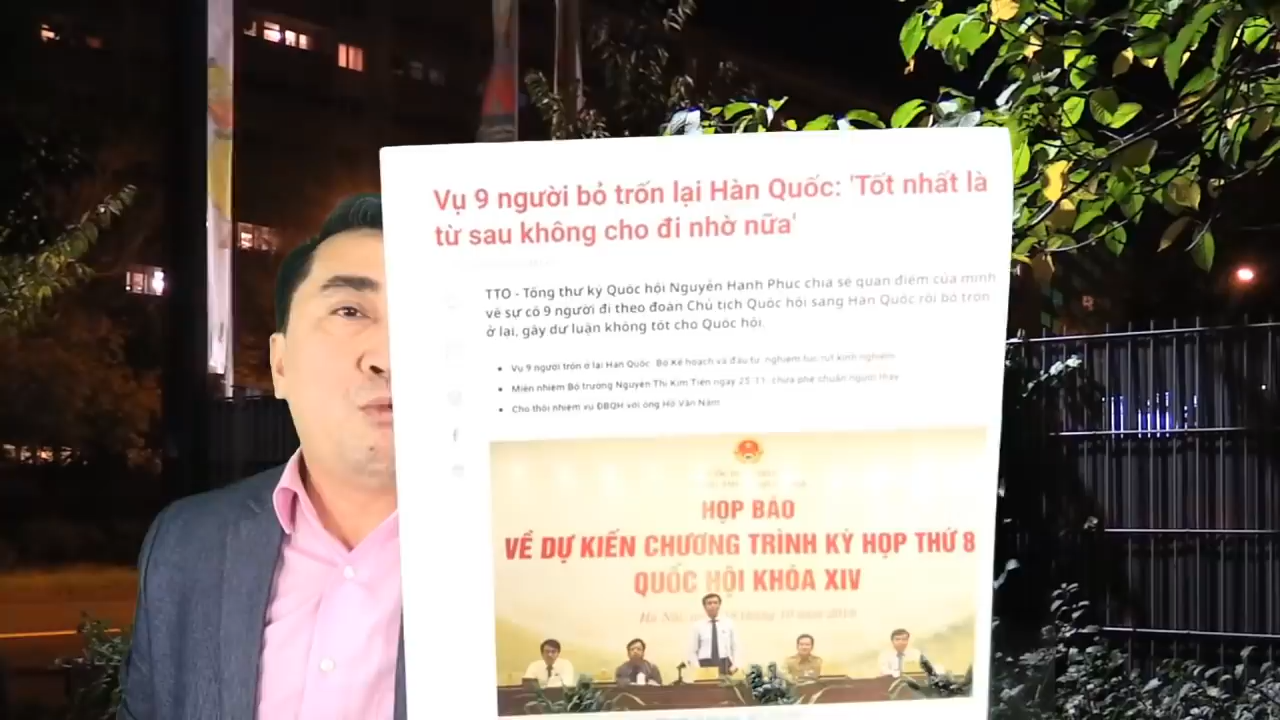 Vụ 9 người bỏ trốn lại Hàn Quốc: 'Tốt nhất là
từ sau không cho đi nhờ nữa'
TTO - Tổng thư ký Quốc hội Nguyễn Hạnh Phúc chia sẻ quan điểm của mình
về sự cố 9 người đi theo đoàn Chủ tịch Quốc hội sang Hàn Quốc rồi bỏ trốn
ở lại, gây dư luận không tốt cho Quốc hội.
Vụ 9 người trốn ở lại Hàn Quốc: Bộ Kế hoạch và đầu tư nghiêm túc rút kinh nghiệm
Miễn nhiệm Bộ trưởng Nguyễn Thị Kim Tiến ngày 25-11, chưa phê chuẩn người thay
Cho thôi nhiệm vụ ĐBQH với ông Hồ Văn Năm
f
HỌP BÁO
VỀ DỰ KIẾN CHƯƠNG TRÌNH KỲ HỌP THỨ 8
QUỐC HỘI KHÓA XIV
Hà Nội, tháng 10 năm 2019